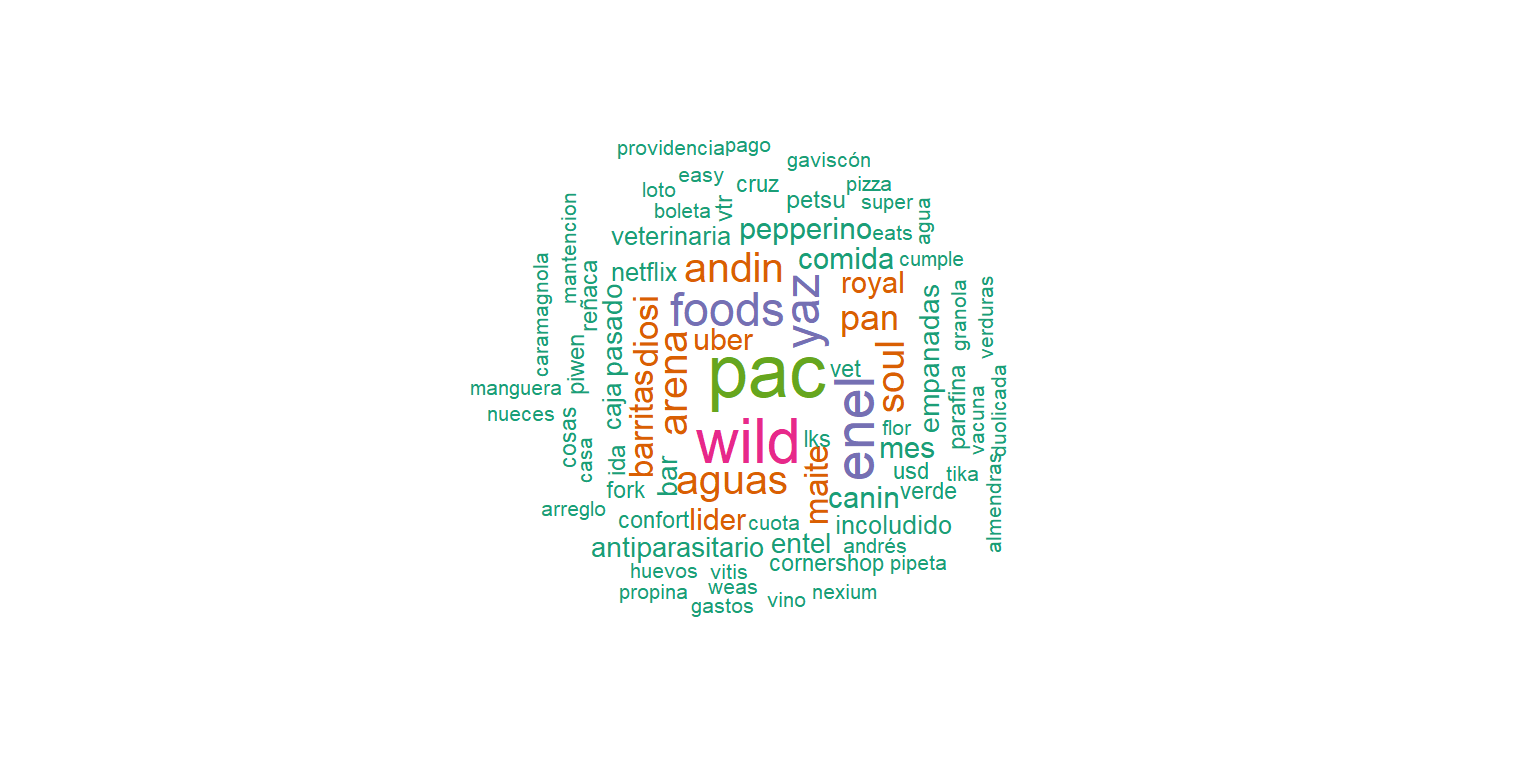 providencia
pago
gaviscón
easy
cruz
pizza
loto
petsu
super
boleta
vtr
agua
mantencion
veterinaria
pepperino
eats
caramagnola
reñaca
netflix
andin
comida
cumple
pasado
diosi
foods
yaz
royal
empanadas
granola
verduras
piwen
uber
pan
arena
pac
vet
soul
manguera
caja
barritas
enel
parafina
vacuna
duolicada
nueces
cosas
casa
ida
bar
wild
lks
flor
mes
fork
aguas
maite
usd
tika
almendras
canin
verde
arreglo
confort
lider
cuota
incoludido
antiparasitario
entel
andrés
cornershop
pipeta
huevos
vitis
propina
weas
nexium
gastos
vino